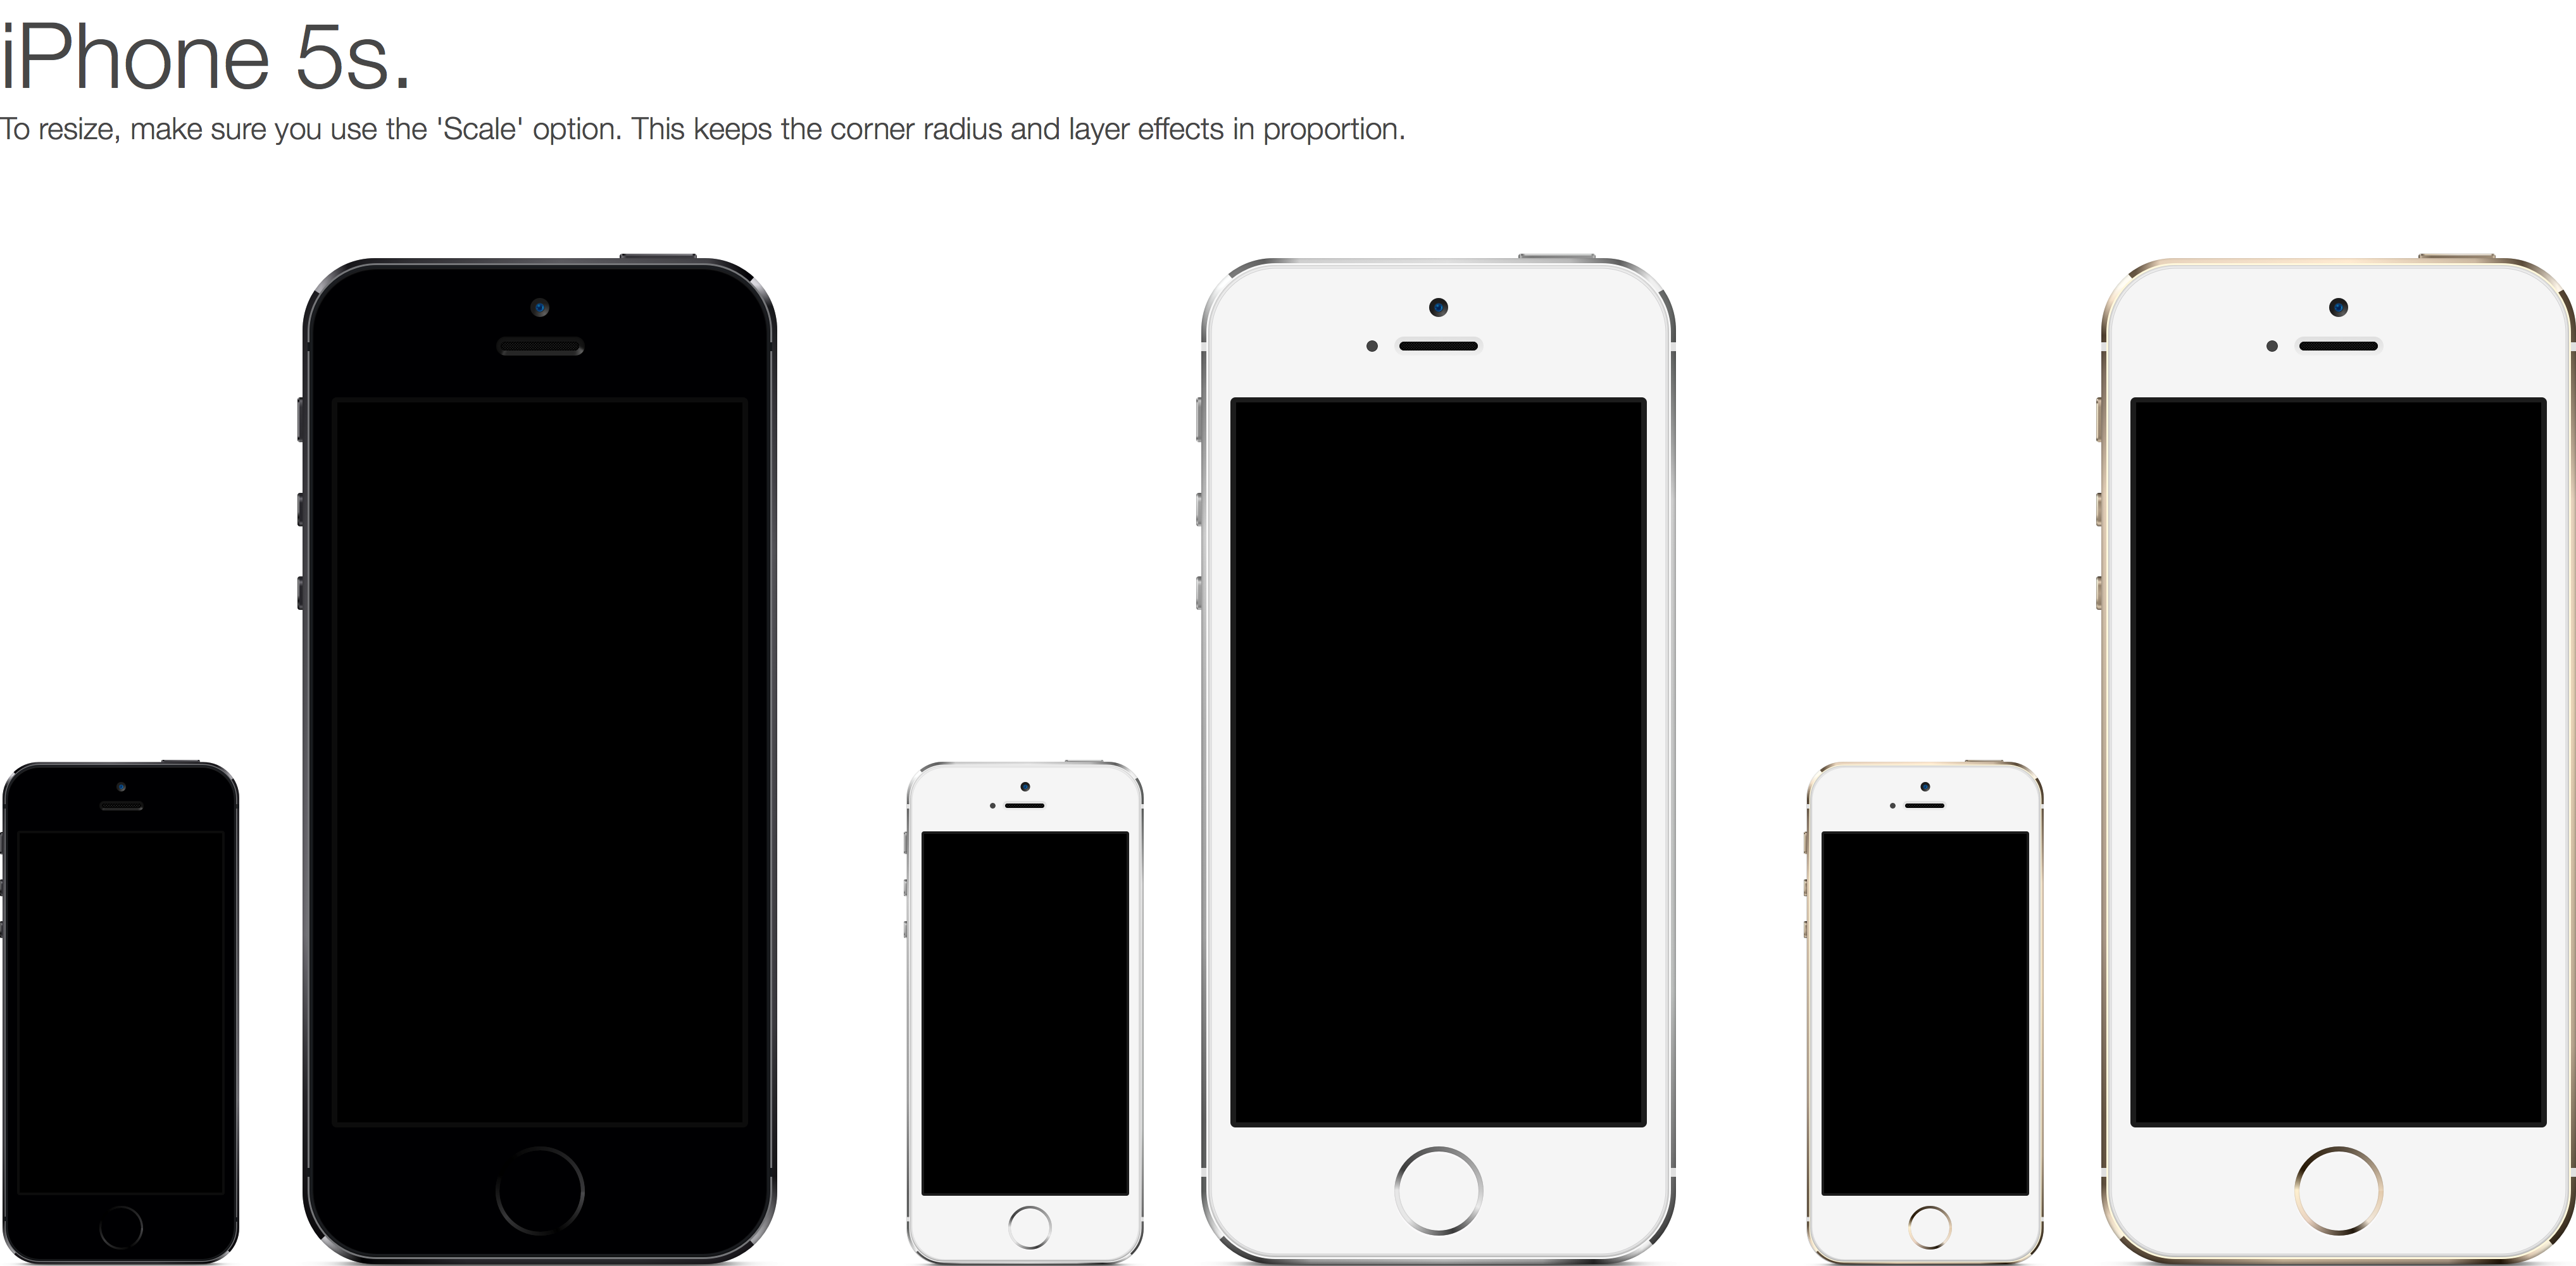 iPhone 5s.
To resize, make sure you use the 'Scale' option. This keeps the corner radius and layer effects in proportion.